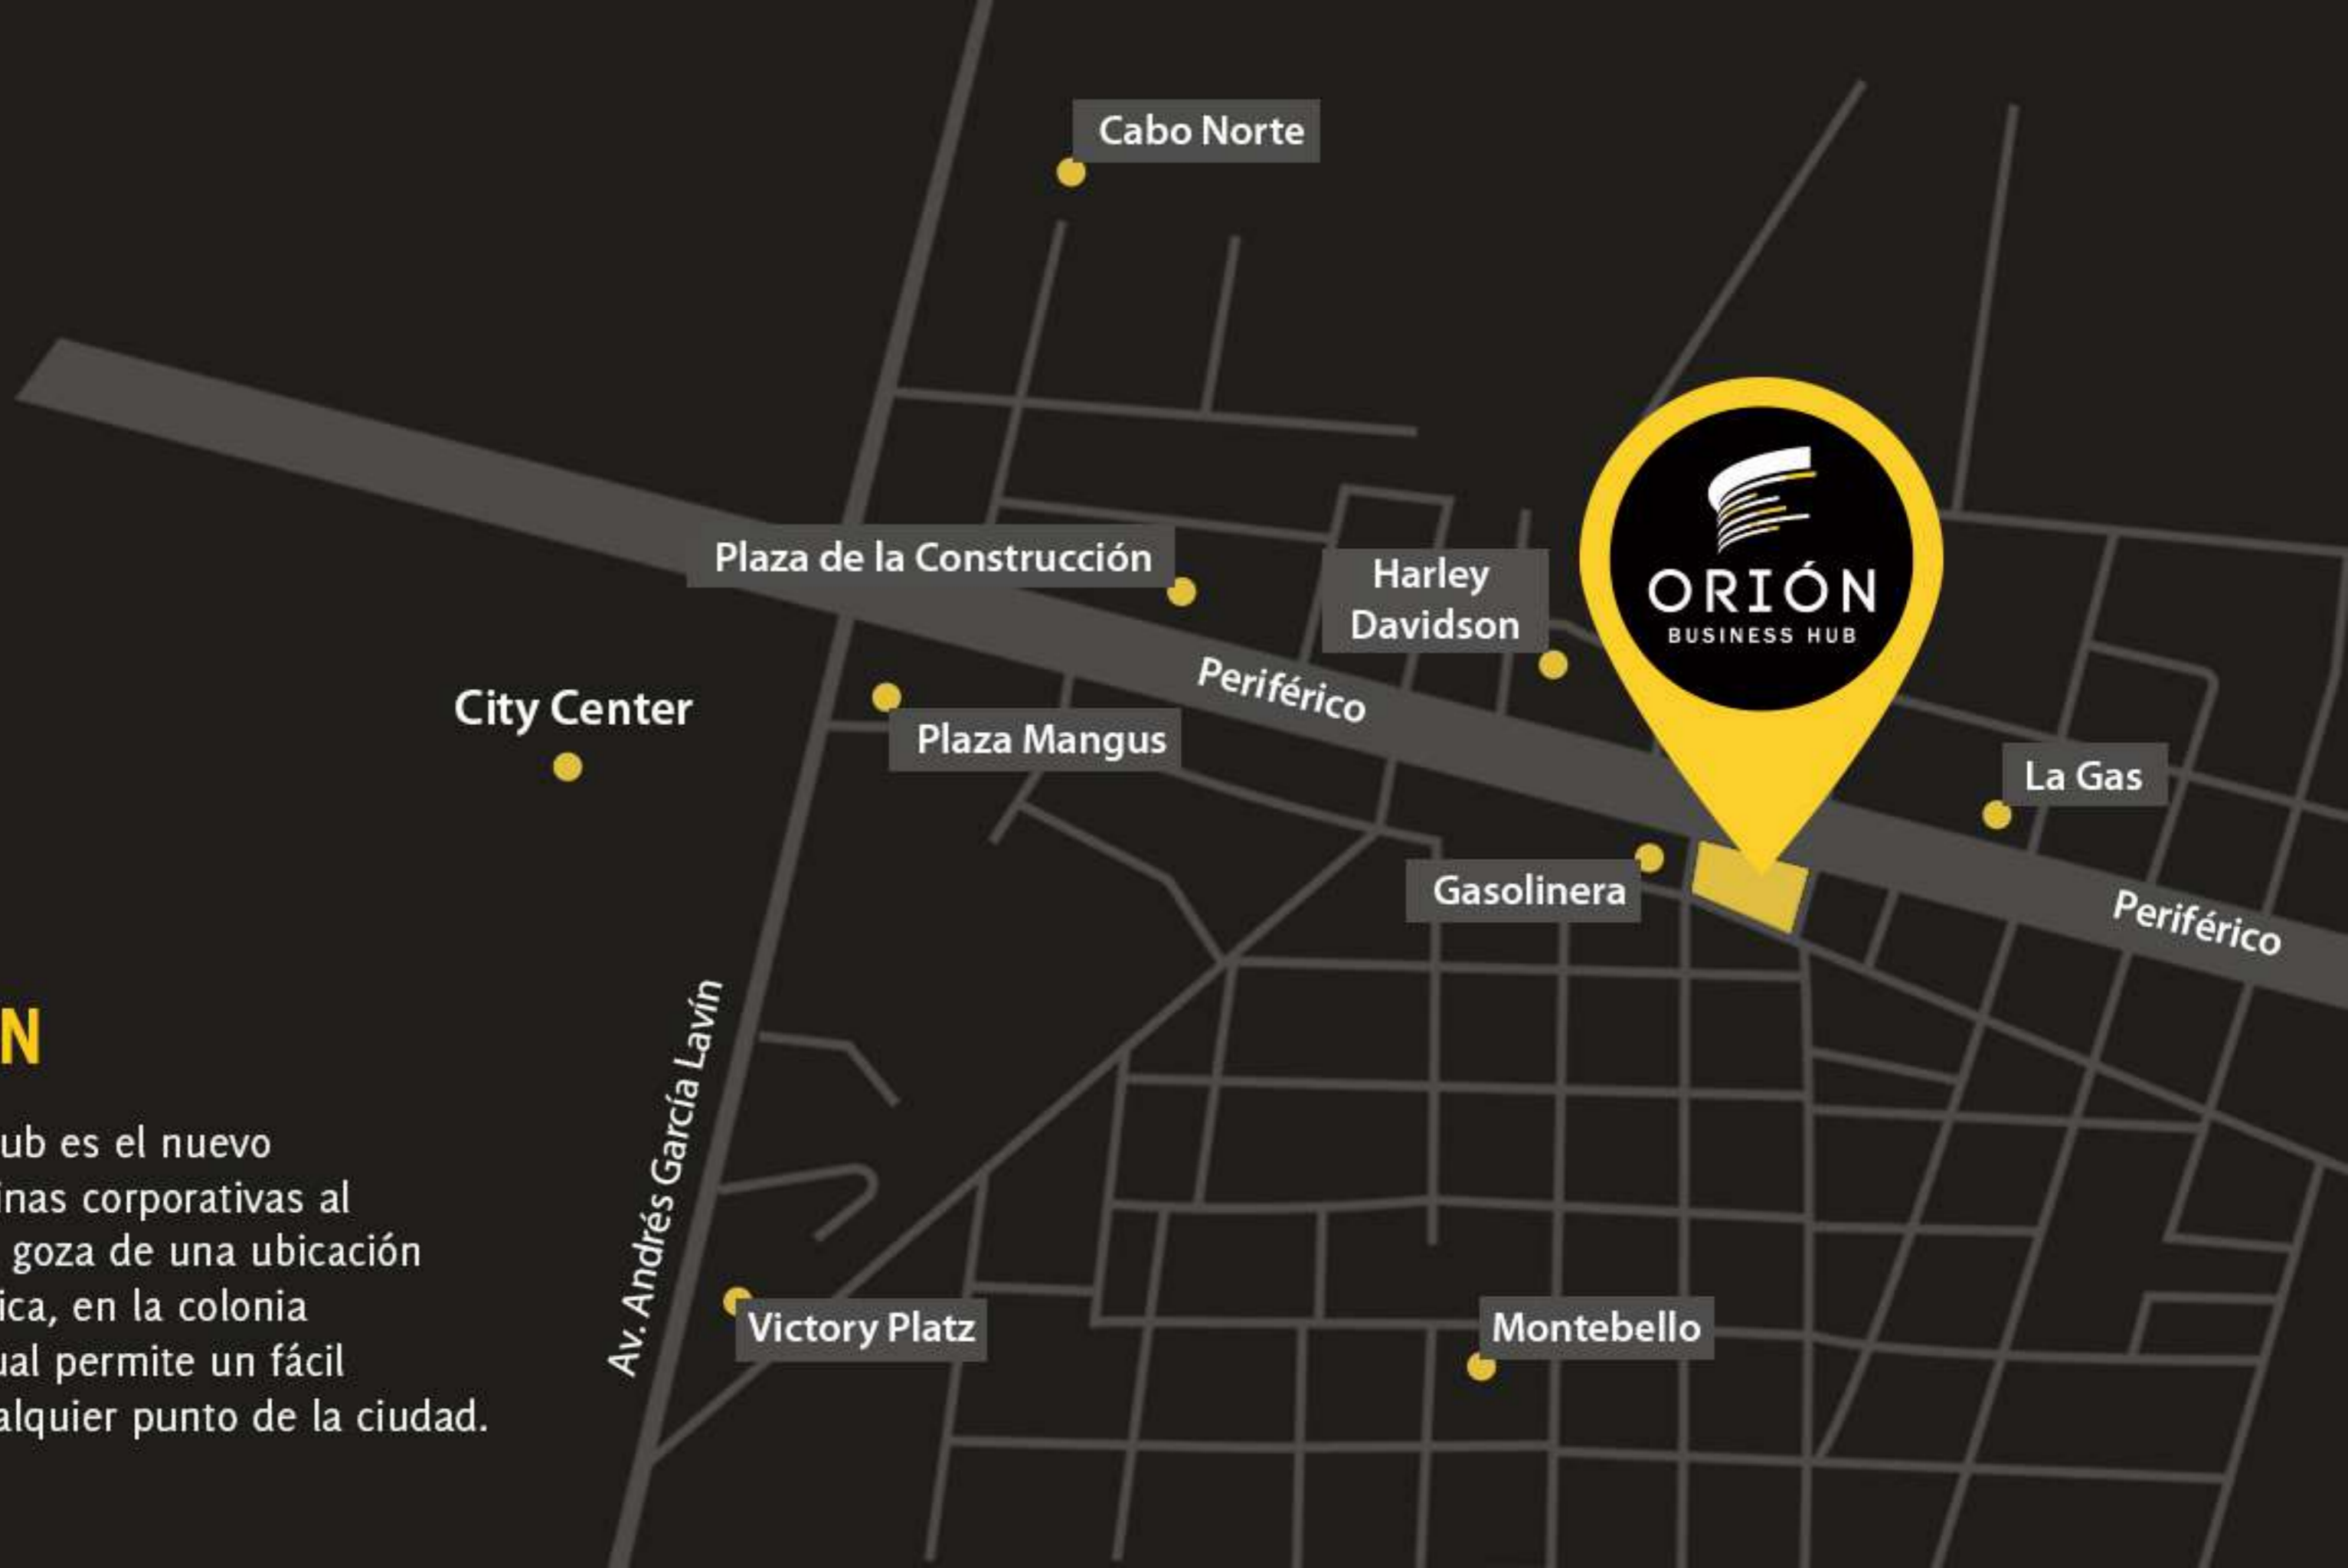 Cabo Norte
ORIÓN
BUSINESS HUB
Plaza de la Construcción
Harley
Davidson
Periférico
City Center
Plaza Mangus
La Gas
Gasolinera
Periférico
Av. Andrés García Lavín
N
ub es el nuevo
inas corporativas al
goza de una ubicación
ica, en la colonia
ual permite un fácil
alquier punto de la ciudad.
Victory Platz
Montebello